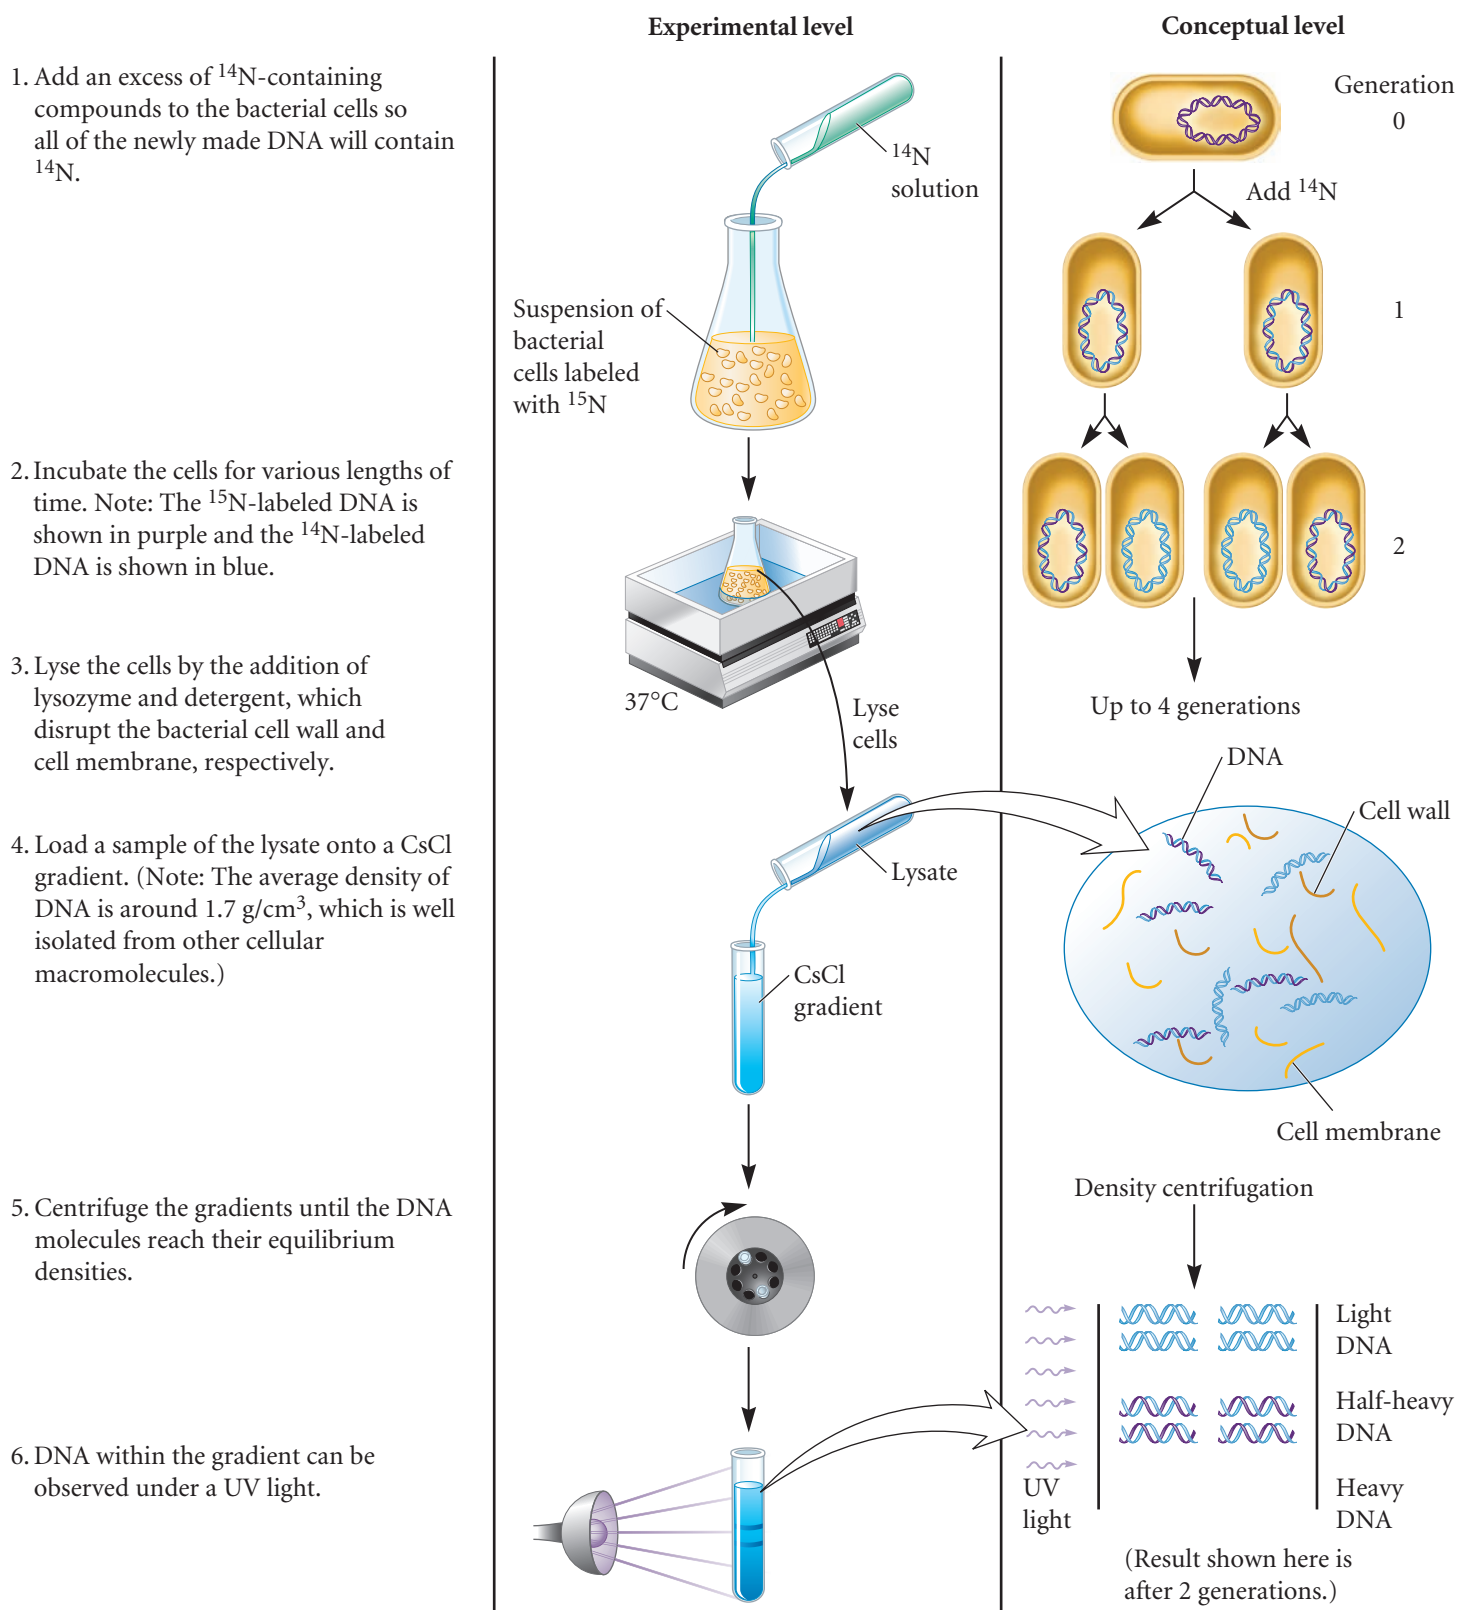 Experimental level
Conceptual level
1. Add an excess of ¹⁴N-containing
compounds to the bacterial cells so
all of the newly made DNA will contain
¹⁴N.
¹⁴N
solution
Suspension of
bacterial
cells labeled
with ¹⁵N
Generation
0
Add ¹⁴N
1
2. Incubate the cells for various lengths of
time. Note: The ¹⁵N-labeled DNA is
shown in purple and the ¹⁴N-labeled
DNA is shown in blue.
2
3. Lyse the cells by the addition of
lysozyme and detergent, which
disrupt the bacterial cell wall and
cell membrane, respectively.
37°C
Lyse
cells
Up to 4 generations
DNA
Cell wall
4. Load a sample of the lysate onto a CsCl
gradient. (Note: The average density of
DNA is around 1.7 g/cm³, which is well
isolated from other cellular
macromolecules.)
Lysate
CsCl
gradient
Cell membrane
5. Centrifuge the gradients until the DNA
molecules reach their equilibrium
densities.
Density centrifugation
Light
DNA
Half-heavy
DNA
6. DNA within the gradient can be
observed under a UV light.
UV
light
Heavy
DNA
(Result shown here is
after 2 generations.)